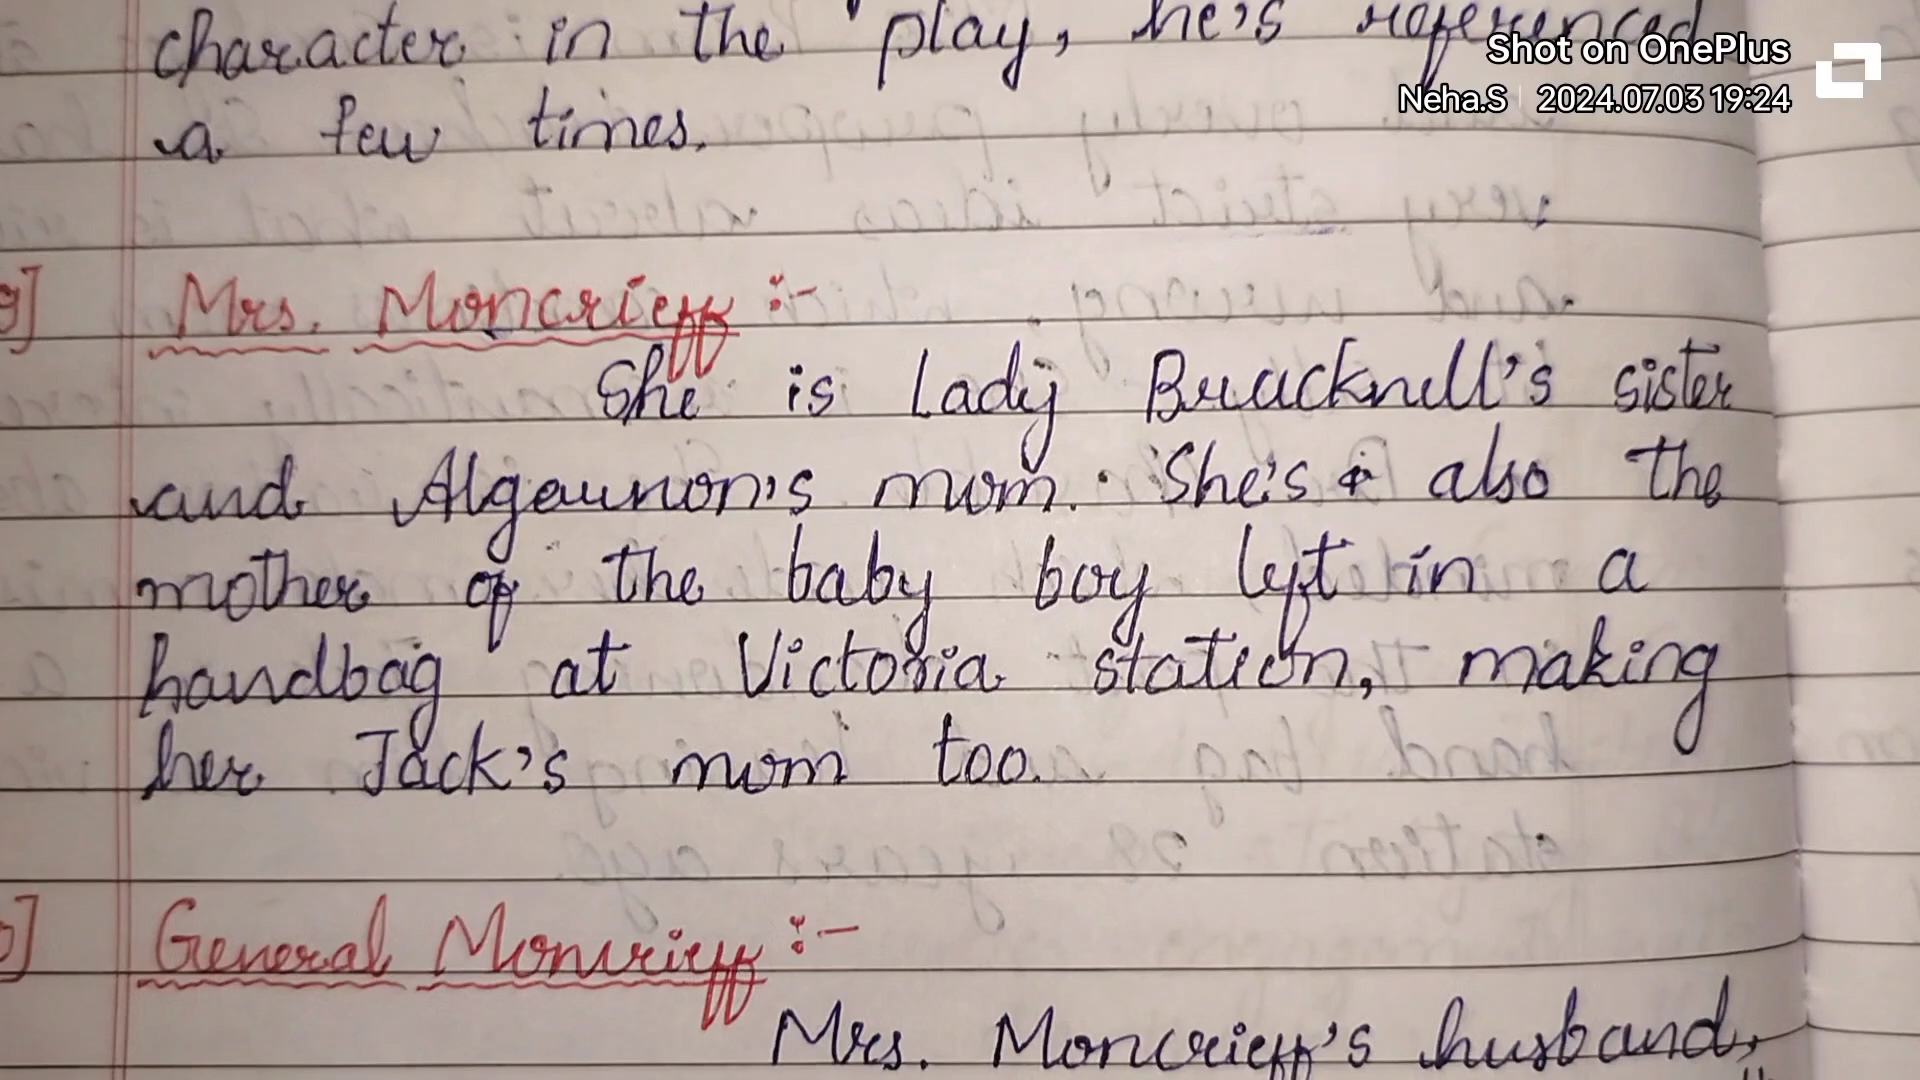 character in the play, he's referenced
a few times.
Shot on OnePlus
Neha.S 2024.07.03 19:24
9] Mrs. Moncrieff :-
She is Lady Bracknell's sister
and Algeunon's mom. She's also the
mother of the baby boy left in a
handbag at Victoria station, making
her Jack's mom too.
General Moncrieff :-
Mrs. Moncrieff's husband,